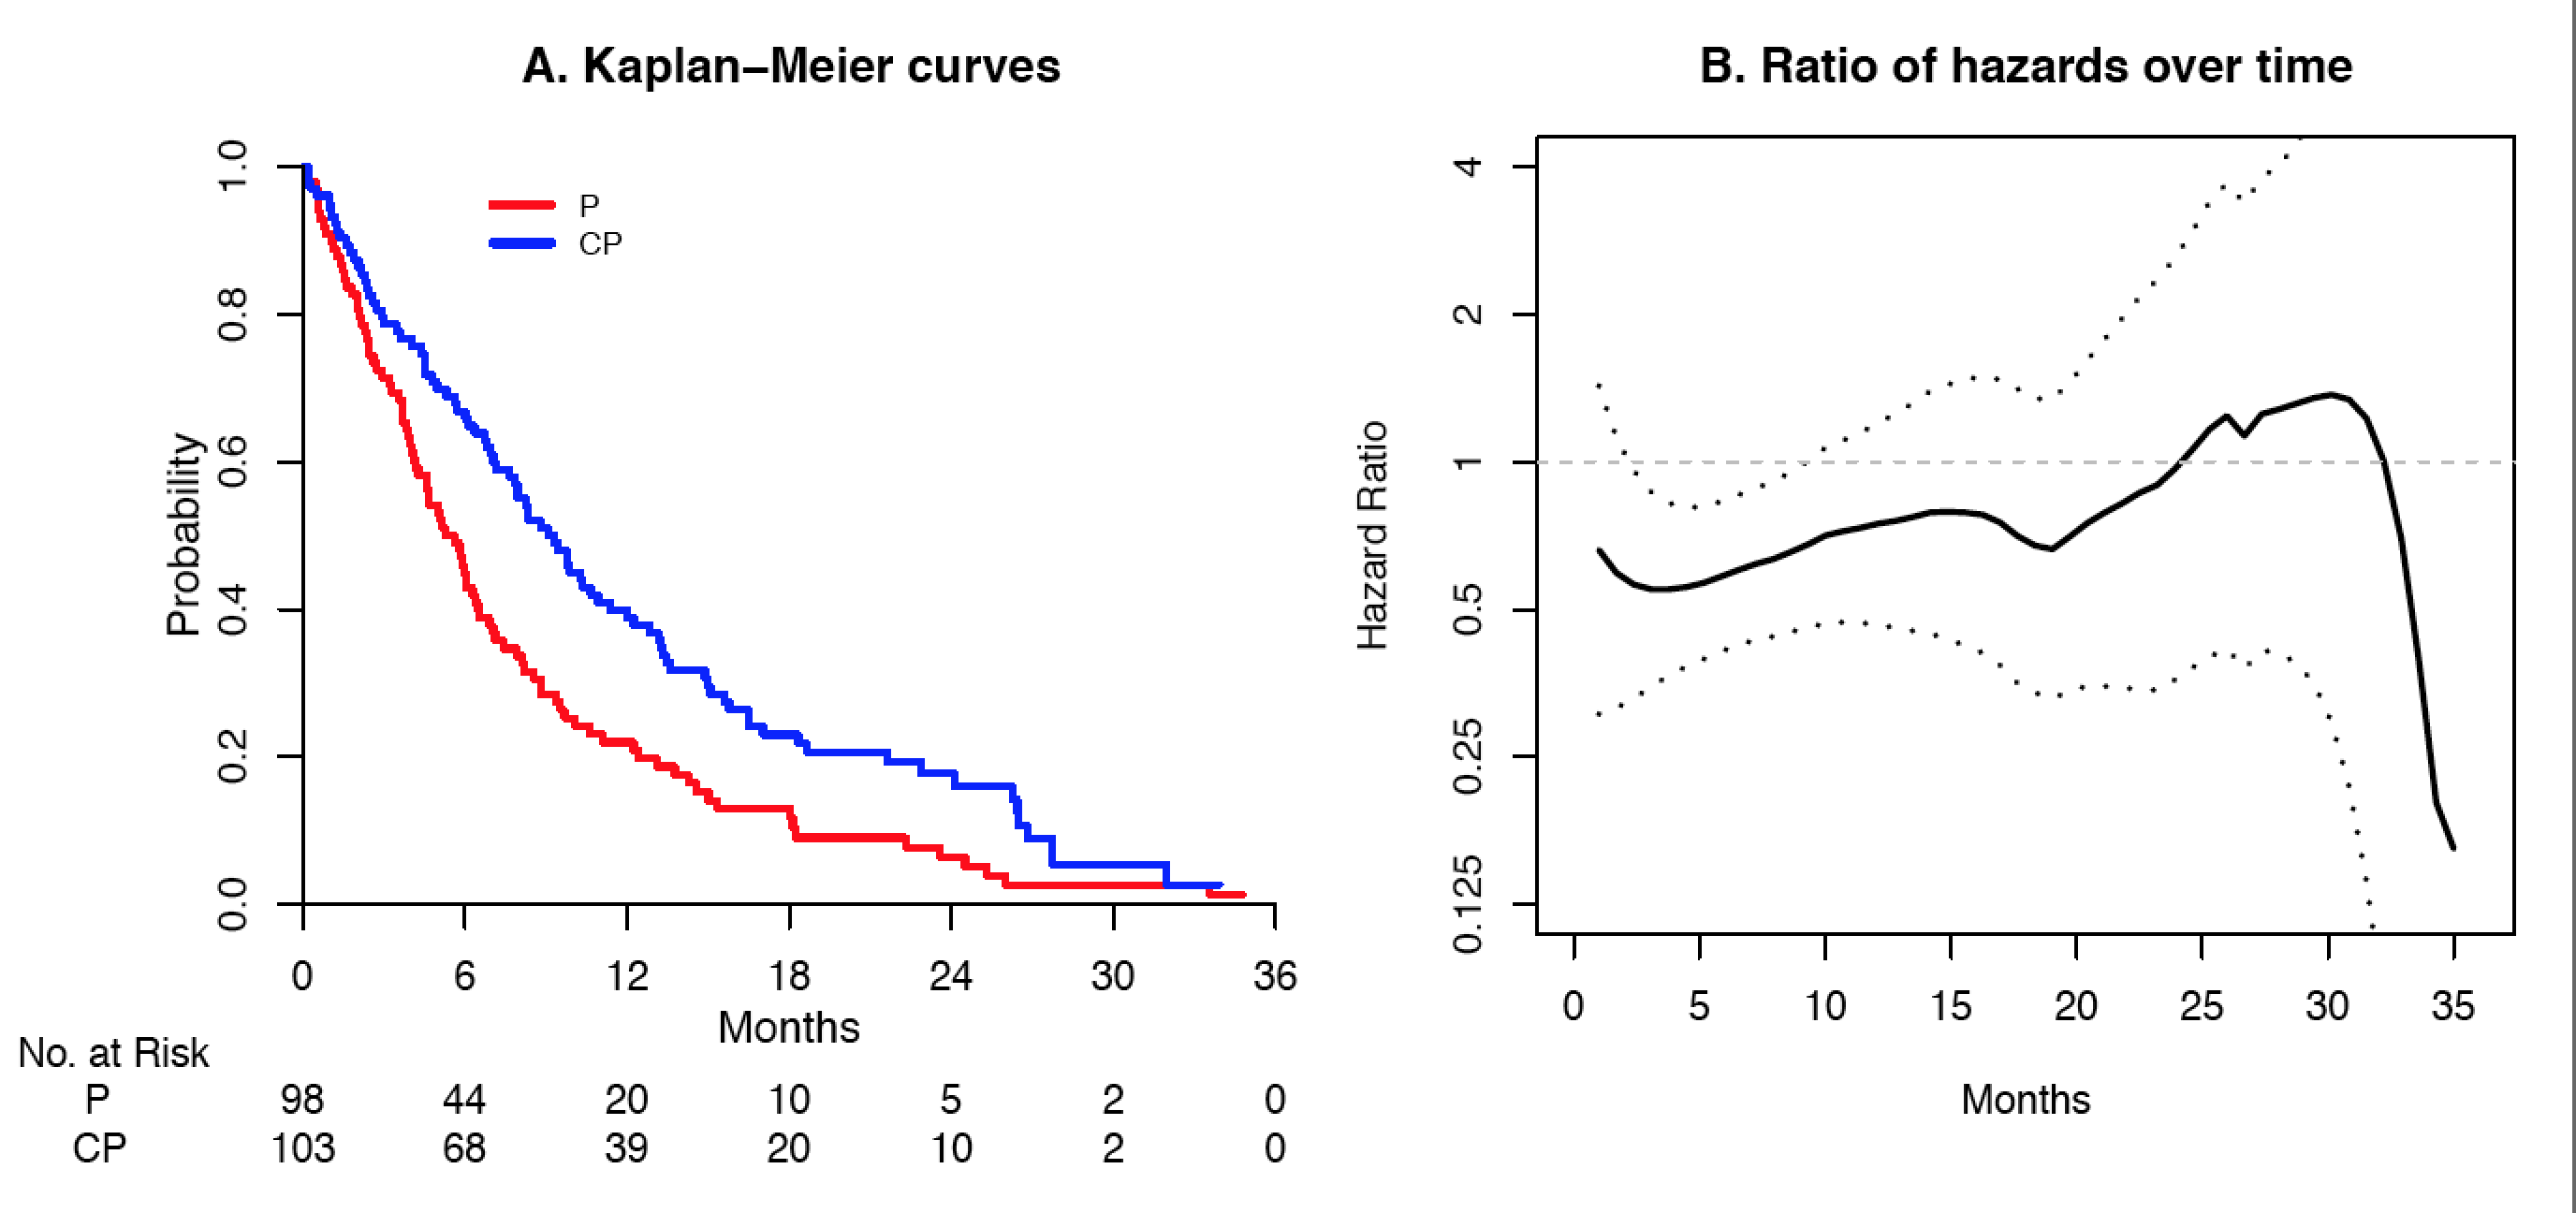 A. Kaplan–Meier curves
1.0
0.8
0.6
0.4
0.2
0.0
Probability
P
CP
0 6 12 18 24 30 36
Months
No. at Risk
P 98 44 20 10 5 2 0
CP 103 68 39 20 10 2 0
B. Ratio of hazards over time
4
2
1
0.5
0.25
0.125
Hazard Ratio
0 5 10 15 20 25 30 35
Months